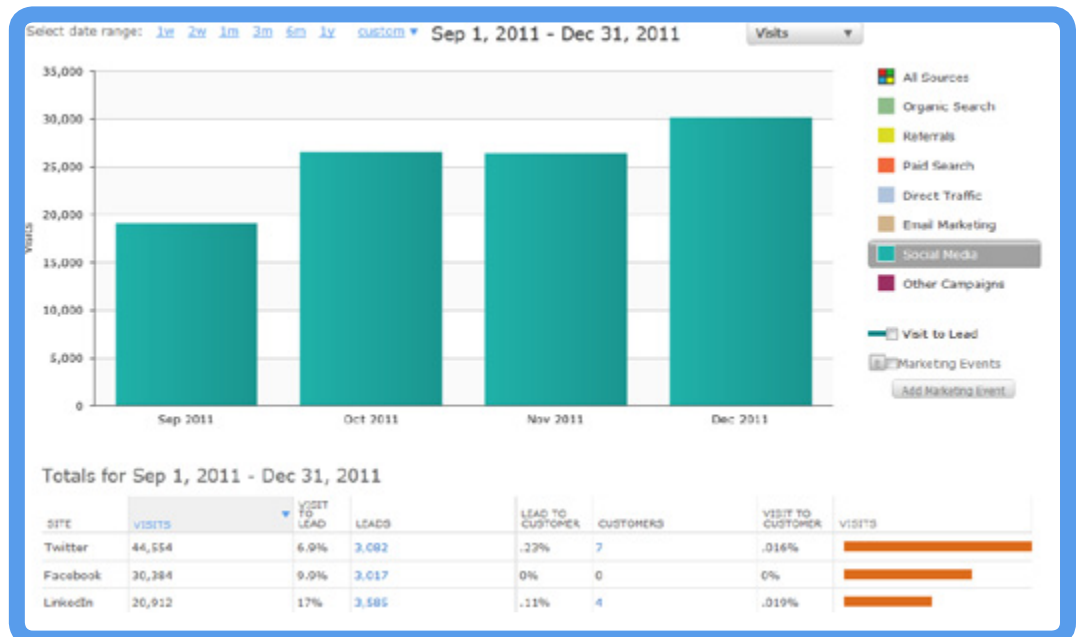 Select date range: 1w 2w 1m 3m 6m 1y custom ▼ Sep 1, 2011 - Dec 31, 2011 Visits ▼
35,000
30,000
25,000
20,000
15,000
10,000
5,000
0
Visits
Sep 2011 Oct 2011 Nov 2011 Dec 2011
All Sources
Organic Search
Referrals
Paid Search
Direct Traffic
Email Marketing
Social Media
Other Campaigns
Visit to Lead
Marketing Events
Add Marketing Event
Totals for Sep 1, 2011 - Dec 31, 2011
SITE VISITS ▼ VISIT TO LEAD LEADS LEAD TO CUSTOMER CUSTOMERS VISIT TO CUSTOMER VISITS
Twitter 44,554 6.9% 3,082 .23% 7 .016%
Facebook 30,384 9.9% 3,017 0% 0 0%
LinkedIn 20,912 17% 3,585 .11% 4 .019%